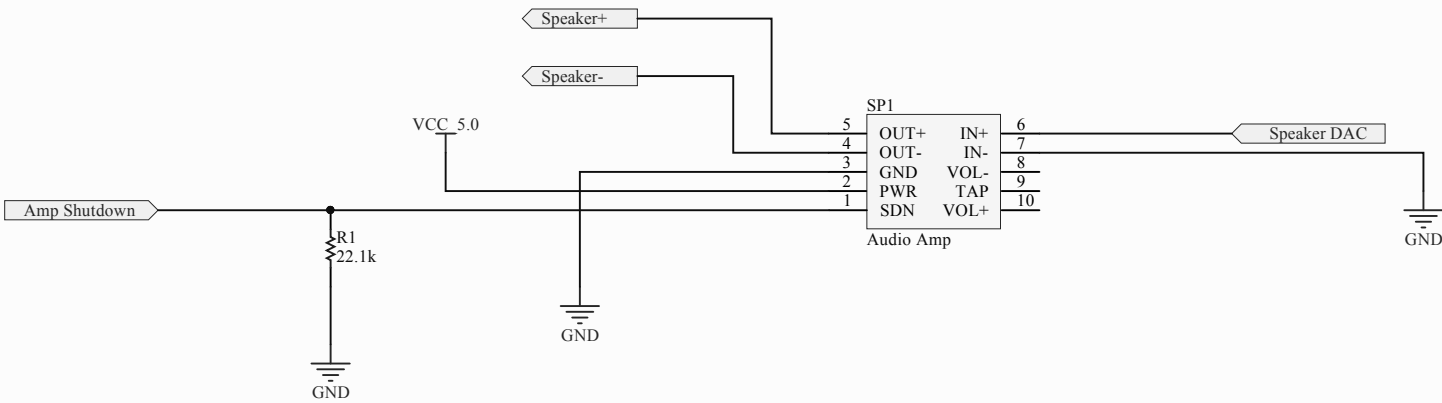 Speaker+
Speaker-
SP1
VCC_5.0
5 OUT+ IN+ 6
Speaker DAC
4 OUT- IN- 7
3 GND VOL- 8
2 PWR TAP 9
Amp Shutdown
1 SDN VOL+ 10
R1
22.1k
Audio Amp
GND
GND
GND